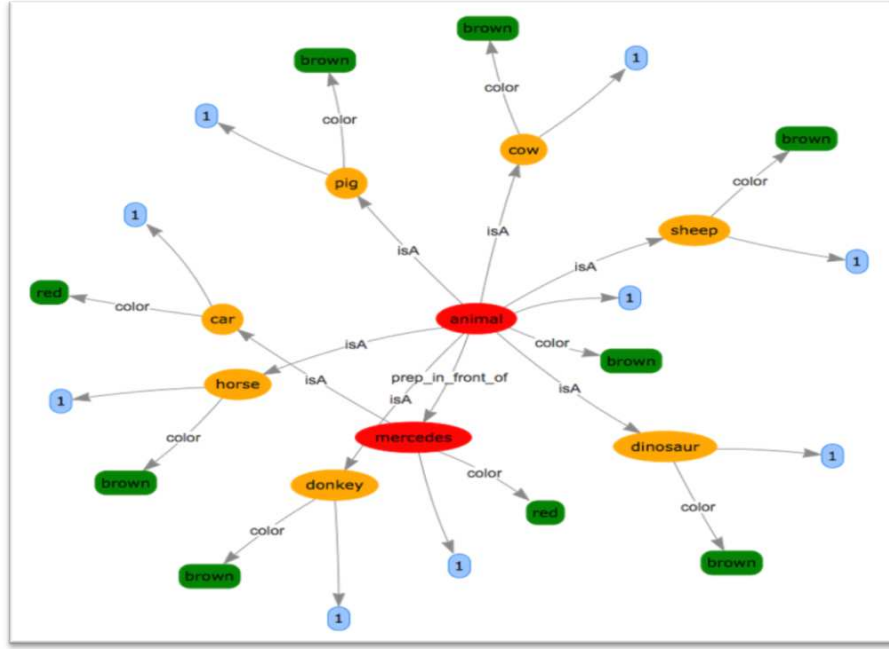 brown
brown
1
color
color
1
cow
brown
pig
color
1
isA
sheep
isA
1
isA
red
color
car
animal
1
isA
color
brown
horse
isA
prep_in_front_of
isA
isA
1
color
mercedes
dinosaur
1
brown
donkey
color
color
red
color
brown
1
brown
1